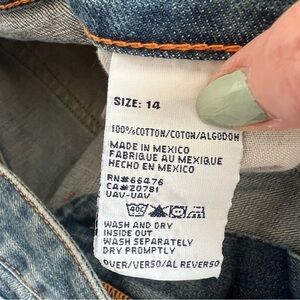 SIZE: 14
100%COTTON/COTON/ALGODON
MADE IN MEXICO
FABRIQUE AU MEXIQUE
HECHO EN MEXICO
RN#66476
CA#20781
UAV-UAV
WASH AND DRY
INSIDE OUT
WASH SEPARATELY
DRY PROMPTLY
OVER/VERSO/AL REVERSO